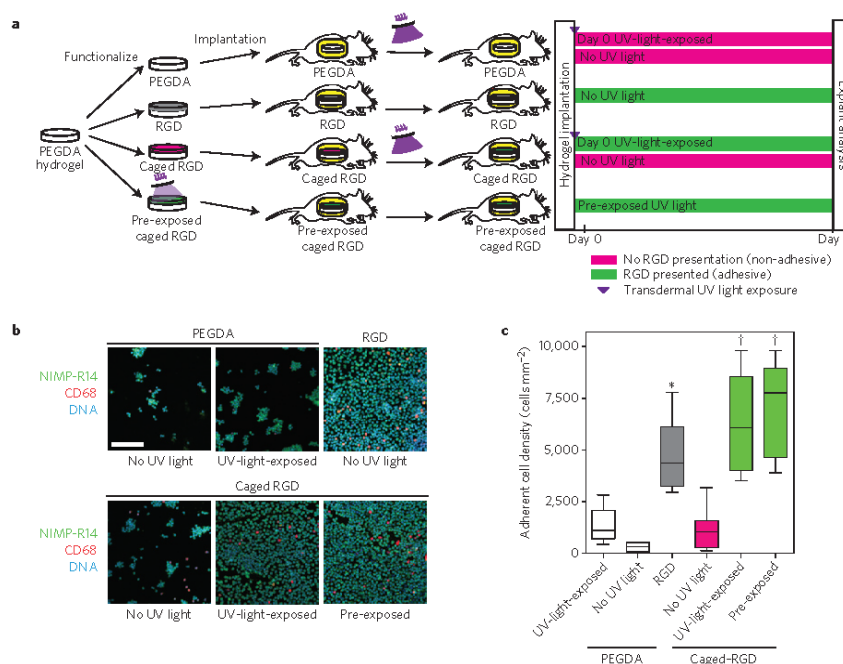 a
Functionalize
Implantation
PEGDA
hydrogel
PEGDA
RGD
Caged RGD
Pre-exposed
caged RGD
PEGDA
RGD
Caged RGD
Pre-exposed
caged RGD
PEGDA
RGD
Caged RGD
Pre-exposed
caged RGD
Hydrogel implantation
Day 0 UV-light-exposed
No UV light
No UV light
Day 0 UV-light-exposed
No UV light
Pre-exposed UV light
Explant analysis
Day 0
Day
No RGD presentation (non-adhesive)
RGD presented (adhesive)
Transdermal UV light exposure
b
PEGDA
RGD
NIMP-R14
CD68
DNA
No UV light
UV-light-exposed
No UV light
Caged RGD
NIMP-R14
CD68
DNA
No UV light
UV-light-exposed
Pre-exposed
c
Adherent cell density (cells mm⁻²)
10,000
7,500
5,000
2,500
0
*
†
†
UV-light-exposed
No UV light
RGD
No UV light
UV-light-exposed
Pre-exposed
PEGDA
Caged-RGD